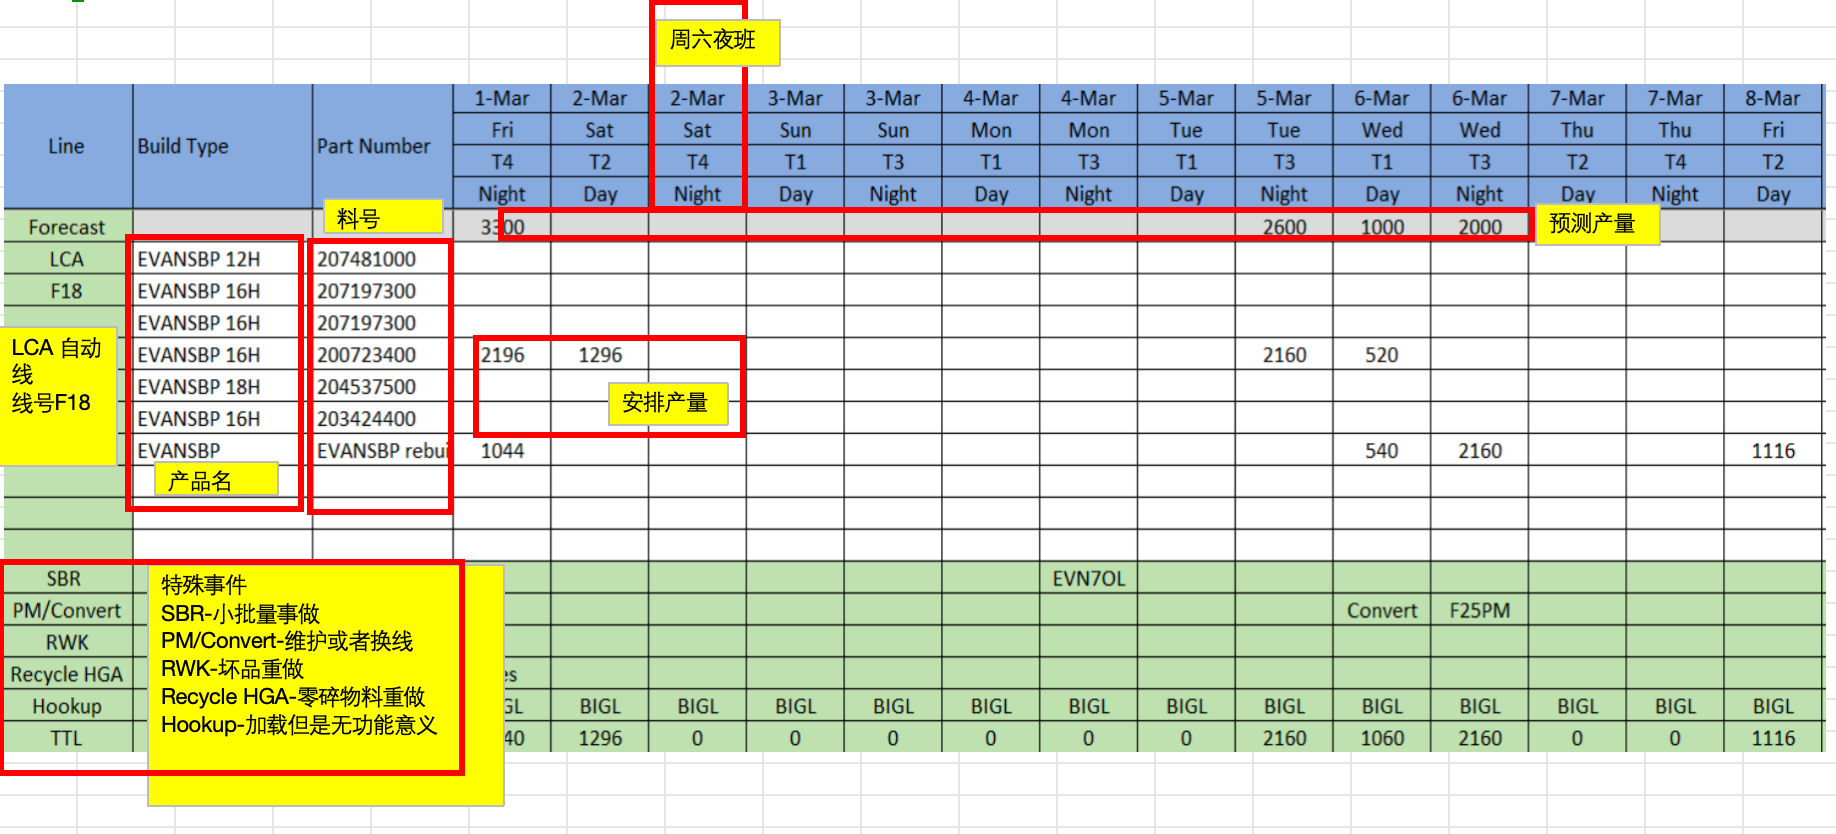 周六夜班
1-Mar 2-Mar 2-Mar 3-Mar 3-Mar 4-Mar 4-Mar 5-Mar 5-Mar 6-Mar 6-Mar 7-Mar 7-Mar 8-Mar
Fri Sat Sat Sun Sun Mon Mon Tue Tue Wed Wed Thu Thu Fri
Line Build Type Part Number
T4 T2 T4 T1 T3 T1 T3 T1 T3 T1 T3 T2 T4 T2
Night Day Night Day Night Day Night Day Night Day Night Day Night Day
料号
Forecast 3300 2600 1000 2000 预测产量
LCA EVANSBP 12H 207481000
F18 EVANSBP 16H 207197300
EVANSBP 16H 207197300
LCA 自动
线
线号F18
EVANSBP 16H 200723400 2196 1296 2160 520
EVANSBP 18H 204537500
安排产量
EVANSBP 16H 203424400
EVANSBP EVANSBP rebui 1044 540 2160 1116
产品名
SBR EVN7OL
PM/Convert Convert F25PM
RWK
Recycle HGA es
Hookup GL BIGL BIGL BIGL BIGL BIGL BIGL BIGL BIGL BIGL BIGL BIGL BIGL BIGL
TTL 40 1296 0 0 0 0 0 0 2160 1060 2160 0 0 1116
特殊事件
SBR-小批量事做
PM/Convert-维护或者换线
RWK-坏品重做
Recycle HGA-零碎物料重做
Hookup-加载但是无功能意义